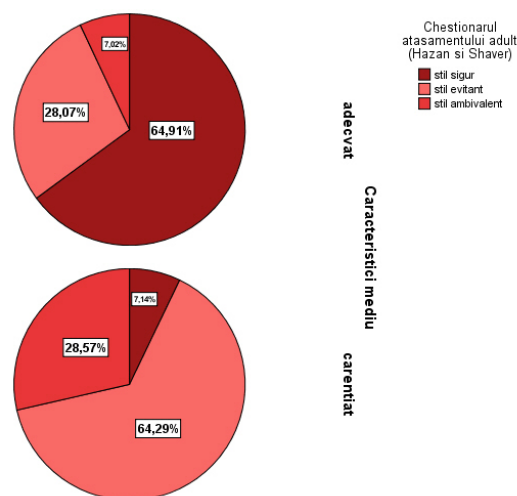 Chestionarul
atasamentului adult
(Hazan si Shaver)
stil sigur
stil evitant
stil ambivalent
7,02%
28,07%
64,91%
adecvat
Caracteristici mediu
7,14%
28,57%
64,29%
carentiat